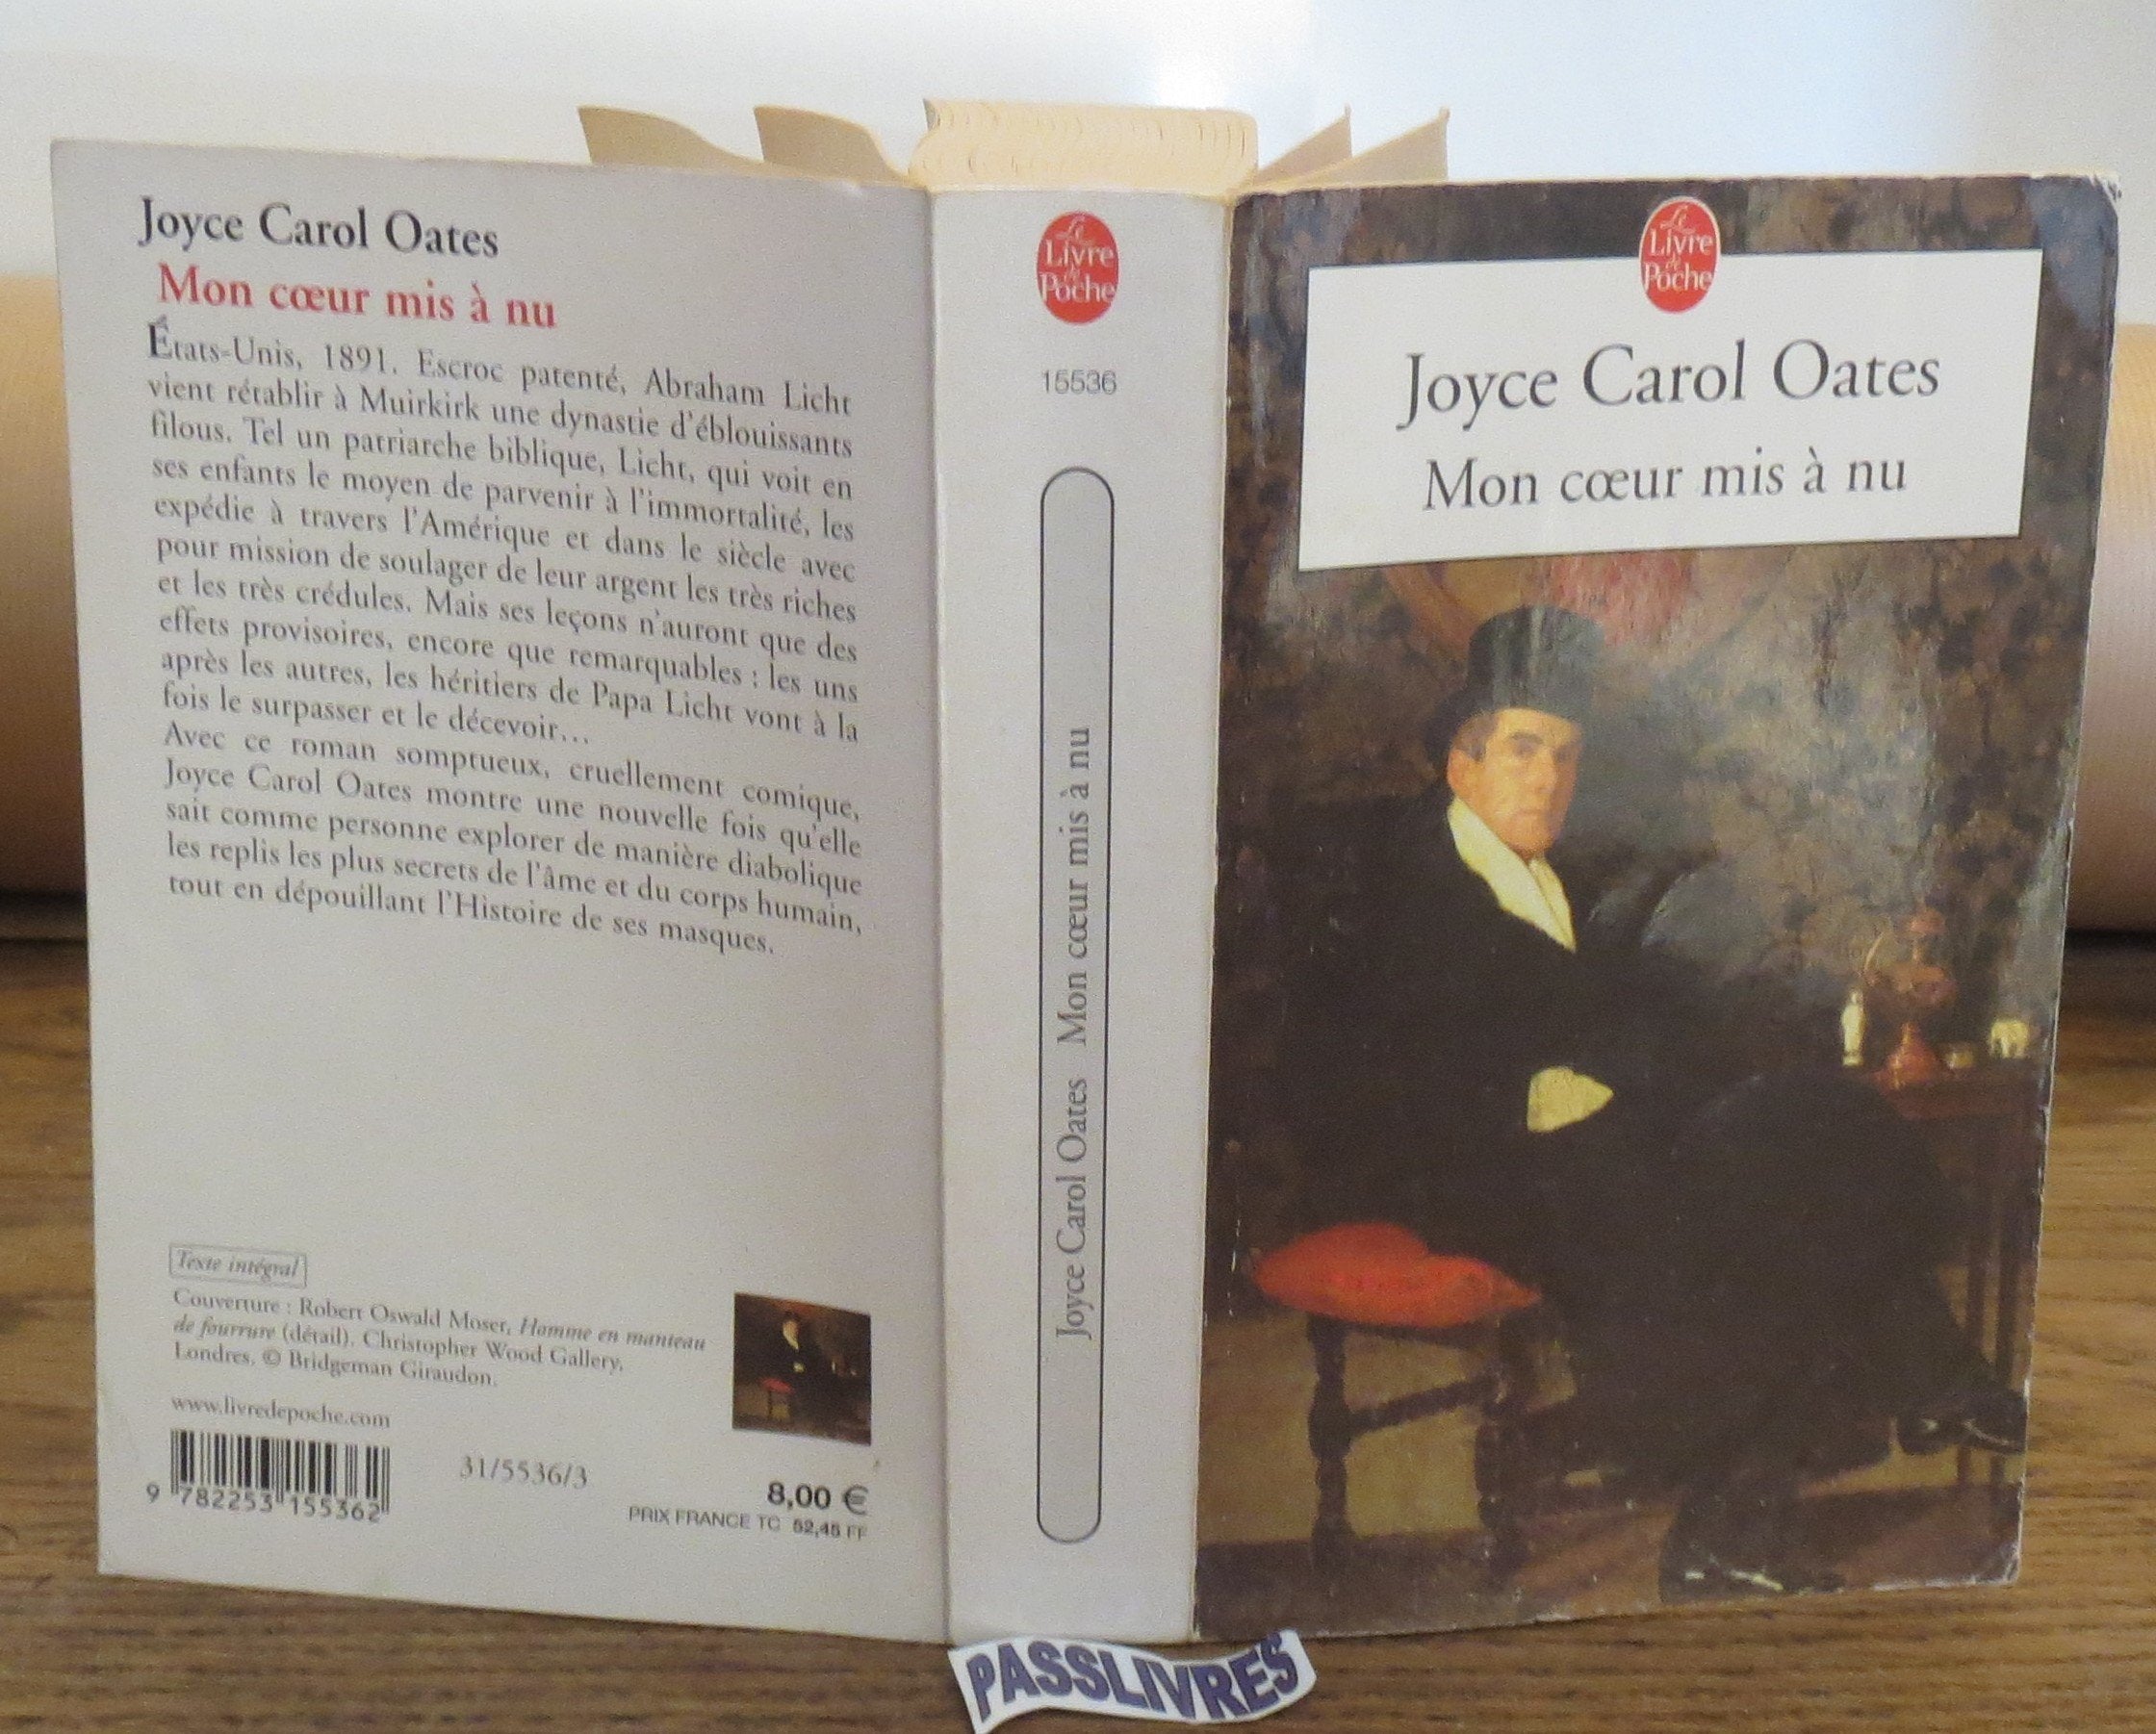 Joyce Carol Oates
Mon cœur mis à nu
États-Unis, 1891. Escroc patenté, Abraham Licht
vient rétablir à Muirkirk une dynastie d'éblouissants
filous. Tel un patriarche biblique, Licht, qui voit en
ses enfants le moyen de parvenir à l'immortalité, les
expédie à travers l'Amérique et dans le siècle avec
pour mission de soulager de leur argent les très riches
et les très crédules. Mais ses leçons n'auront que des
effets provisoires, encore que remarquables : les uns
après les autres, les héritiers de Papa Licht vont à la
fois le surpasser et le décevoir...
Avec ce roman somptueux, cruellement comique,
Joyce Carol Oates montre une nouvelle fois qu'elle
sait comme personne explorer de manière diabolique
les replis les plus secrets de l'âme et du corps humain,
tout en dépouillant l'Histoire de ses masques.
Texte intégral
Couverture : Robert Oswald Moser, Homme en manteau
de fourrure (détail), Christopher Wood Gallery,
Londres, © Bridgeman Giraudon.
www.livredepoche.com
9 782253 155362
31/5536/3
8,00 €
PRIX FRANCE TC 52,45 FF
Le
Livre
de
Poche
15536
Joyce Carol Oates Mon cœur mis à nu
Le
Livre
de
Poche
Joyce Carol Oates
Mon cœur mis à nu
PASSLIVRES